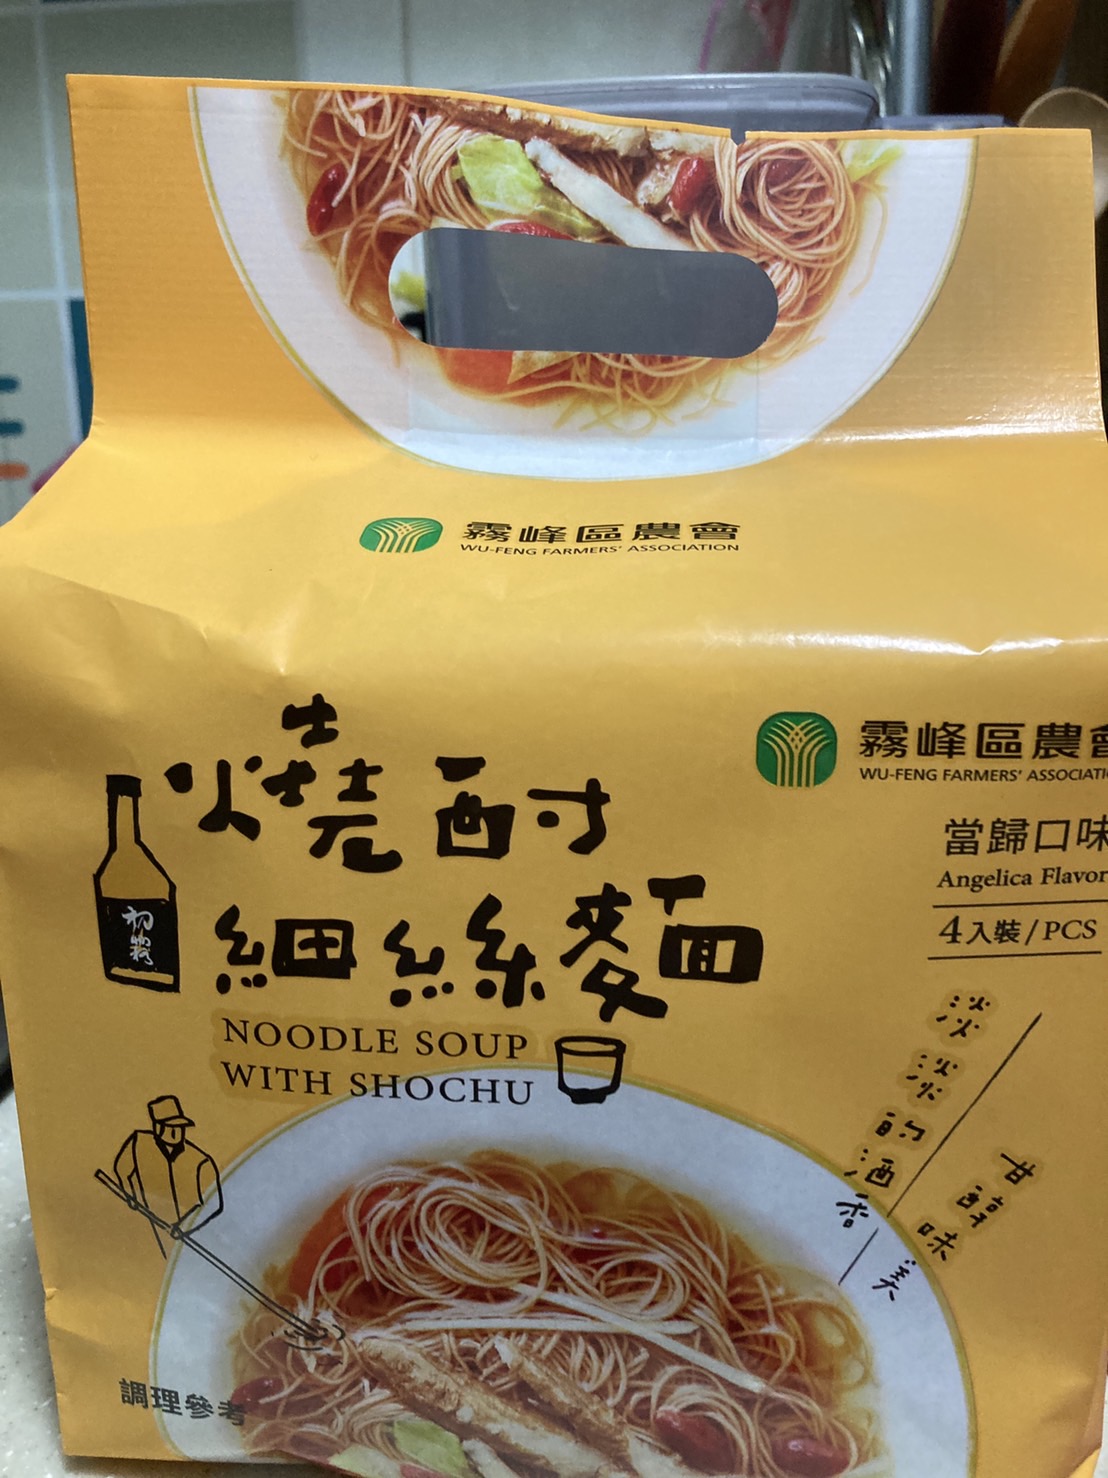 霧峰區農會
WU-FENG FARMERS' ASSOCIATION
燒酎
細絲麵
NOODLE SOUP
WITH SHOCHU
初霧
霧峰區農會
WU-FENG FARMERS' ASSOCIATI
當歸口味
Angelica Flavor
4入裝/PCS
淡淡的酒香
甘醇味美
調理參考